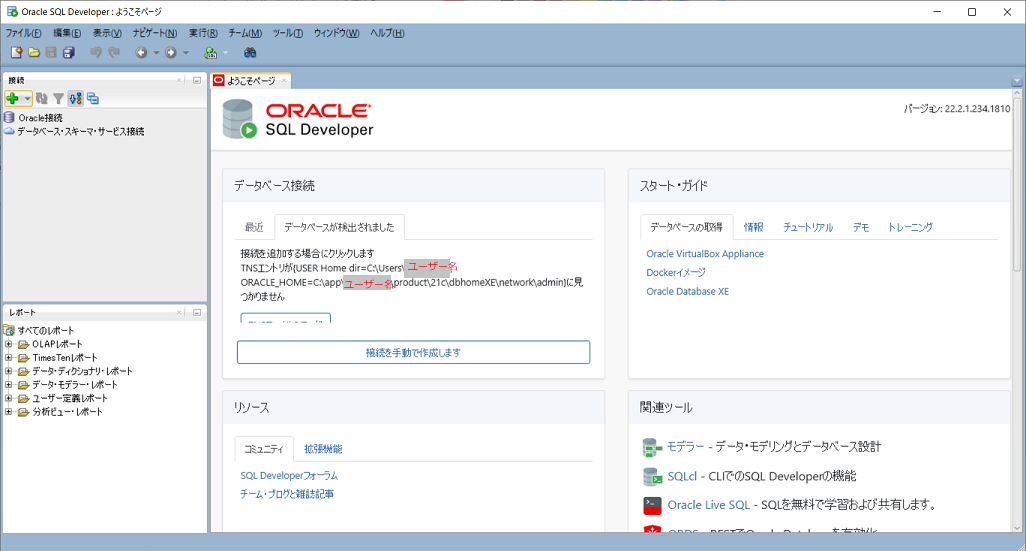 Oracle SQL Developer : ようこそページ
ファイル(F) 編集(E) 表示(V) ナビゲート(N) 実行(R) チーム(M) ツール(T) ウィンドウ(W) ヘルプ(H)
接続
Oracle接続
データベース・スキーマ・サービス接続
レポート
すべてのレポート
OLAPレポート
TimesTenレポート
データ・ディクショナリ・レポート
データ・モデラー・レポート
ユーザー定義レポート
分析ビュー・レポート
ようこそページ
ORACLE
SQL Developer
バージョン: 22.2.1.234.1810
データベース接続
最近 データベースが検出されました
接続を追加する場合にクリックします
TNSエントリが(USER Home dir=C:\Users\ ユーザー名
ORACLE_HOME=C:\app\ユーザー名\product\21c\dbhomeXE\network\admin)に見
つかりません
接続を手動で作成します
スタート・ガイド
データベースの取得 情報 チュートリアル デモ トレーニング
Oracle VirtualBox Appliance
Dockerイメージ
Oracle Database XE
リソース
コミュニティ 拡張機能
SQL Developerフォーラム
チーム・ブログと雑誌記事
関連ツール
モデラー - データ・モデリングとデータベース設計
SQLcl - CLIでのSQL Developerの機能
Oracle Live SQL - SQLを無料で学習および共有します。